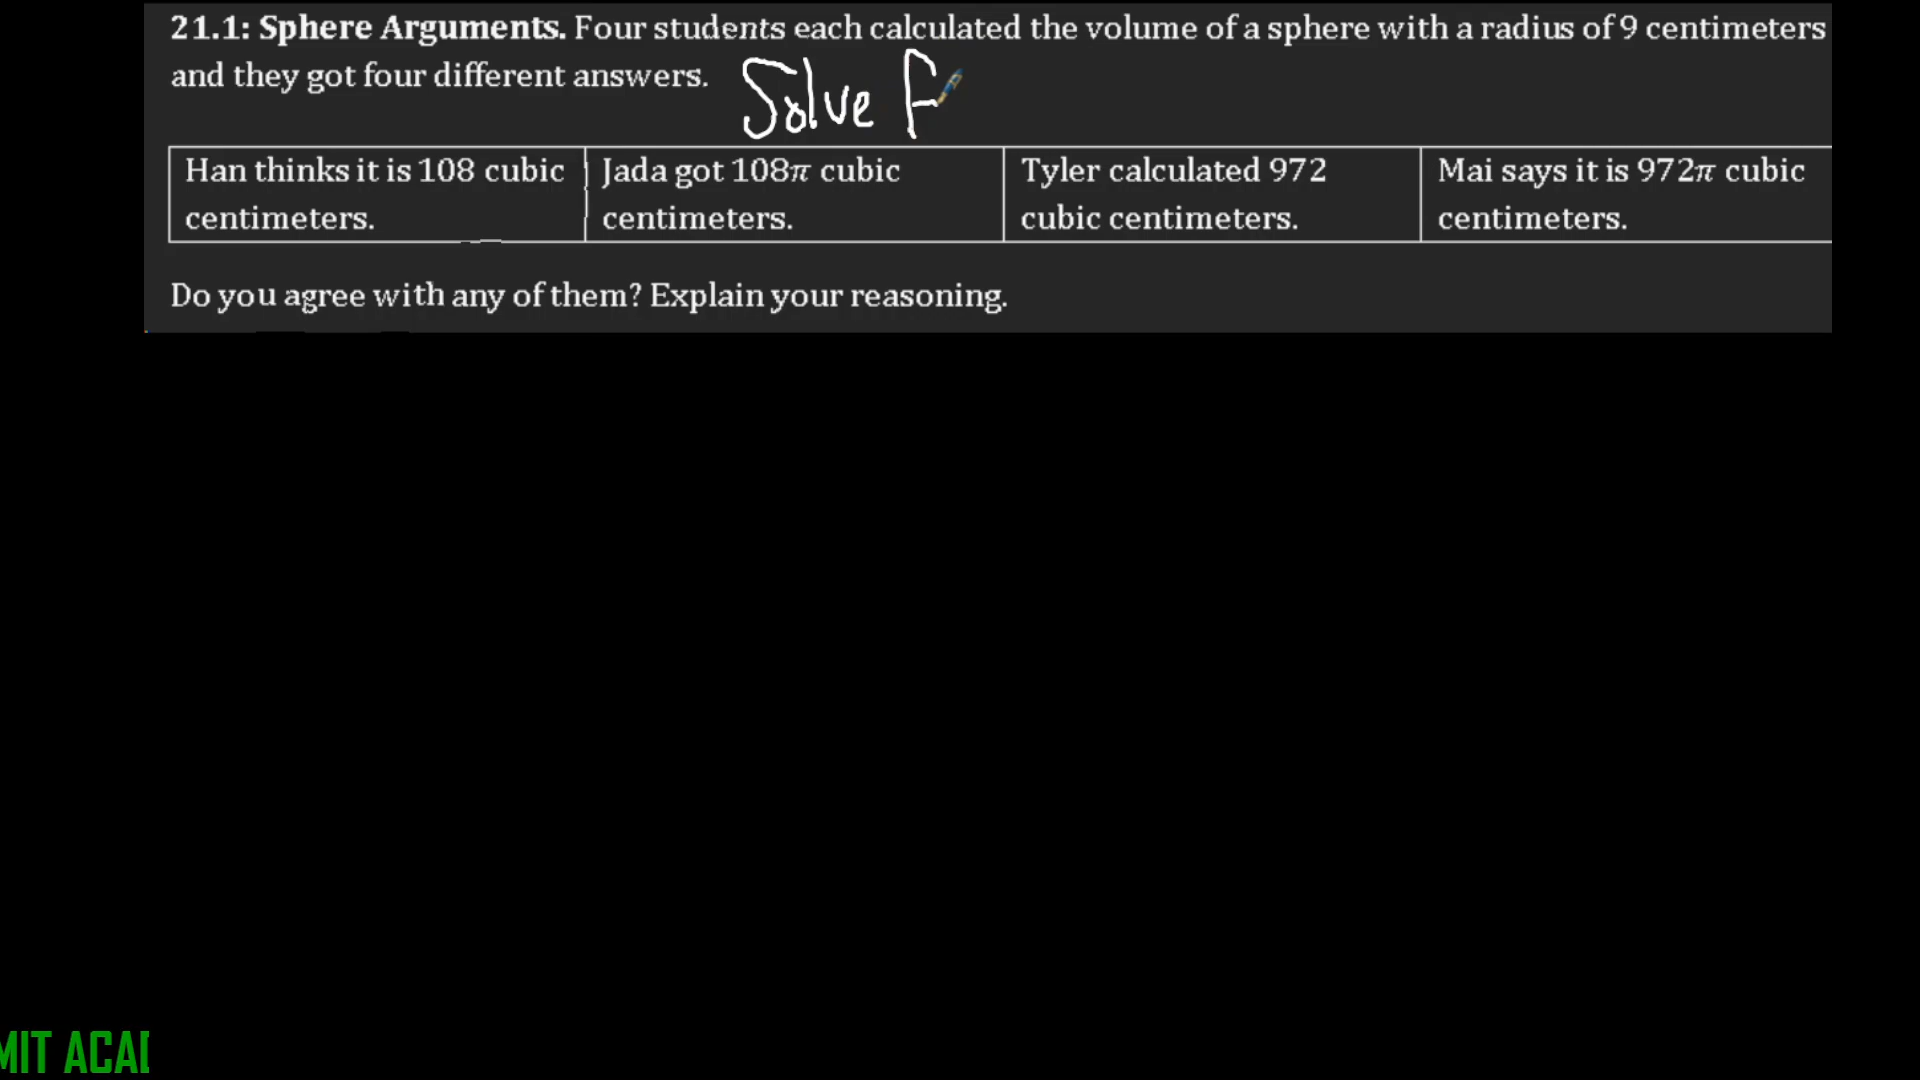 21.1: Sphere Arguments. Four students each calculated the volume of a sphere with a radius of 9 centimeters
and they got four different answers.
Solve F
Han thinks it is 108 cubic
centimeters.
Jada got 108π cubic
centimeters.
Tyler calculated 972
cubic centimeters.
Mai says it is 972π cubic
centimeters.
Do you agree with any of them? Explain your reasoning.
MIT ACAD